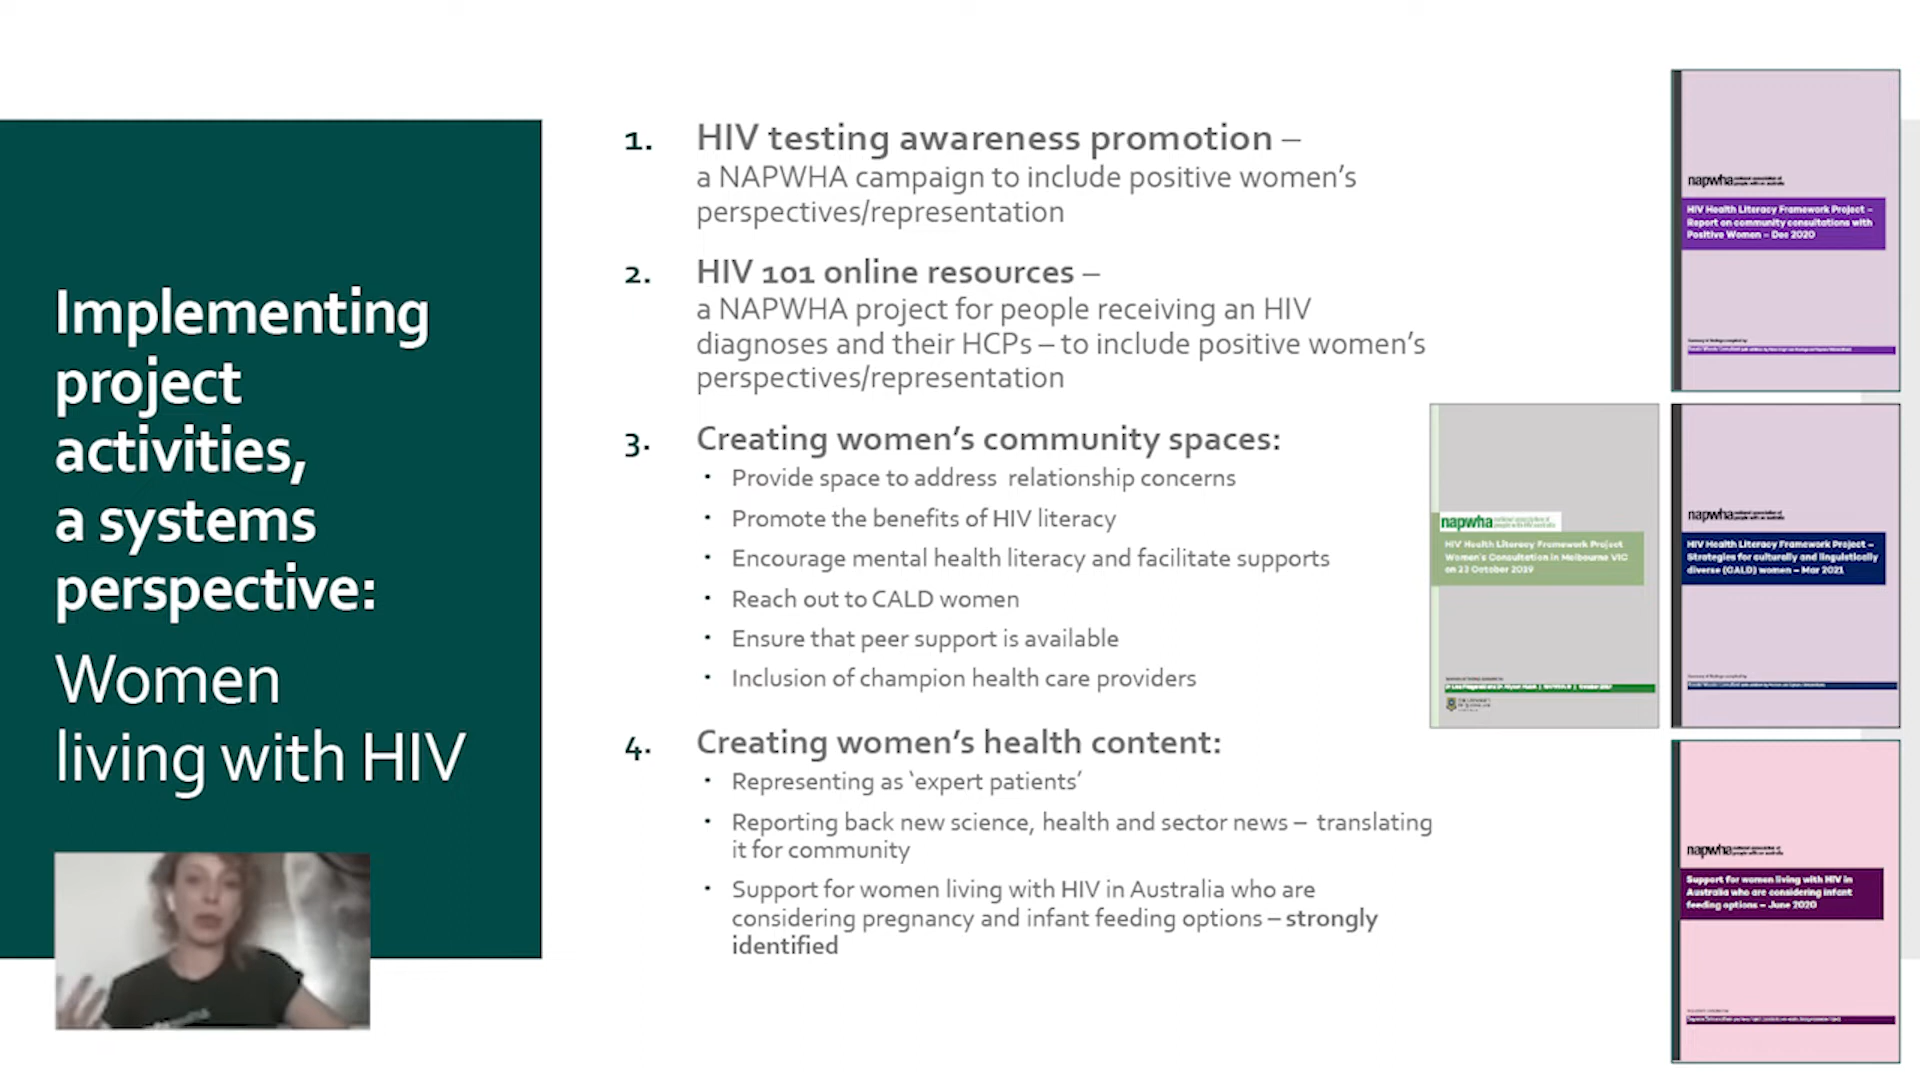 Implementing
project
activities,
a systems
perspective:
Women
living with HIV
1. HIV testing awareness promotion –
a NAPWHA campaign to include positive women's
perspectives/representation
2. HIV 101 online resources –
a NAPWHA project for people receiving an HIV
diagnoses and their HCPs – to include positive women's
perspectives/representation
3. Creating women's community spaces:
• Provide space to address relationship concerns
• Promote the benefits of HIV literacy
• Encourage mental health literacy and facilitate supports
• Reach out to CALD women
• Ensure that peer support is available
• Inclusion of champion health care providers
4. Creating women's health content:
• Representing as 'expert patients'
• Reporting back new science, health and sector news – translating
it for community
• Support for women living with HIV in Australia who are
considering pregnancy and infant feeding options – strongly
identified
napwha
HIV Health Literacy Framework Project –
Report on community consultations with
Positive Women – Dec 2020
napwha
HIV Health Literacy Framework Project
Women's Consultation in Melbourne VIC
on 23 October 2019
napwha
HIV Health Literacy Framework Project –
Strategies for culturally and linguistically
diverse (CALD) women – Mar 2021
napwha
Support for women living with HIV in
Australia who are considering infant
feeding options – June 2020